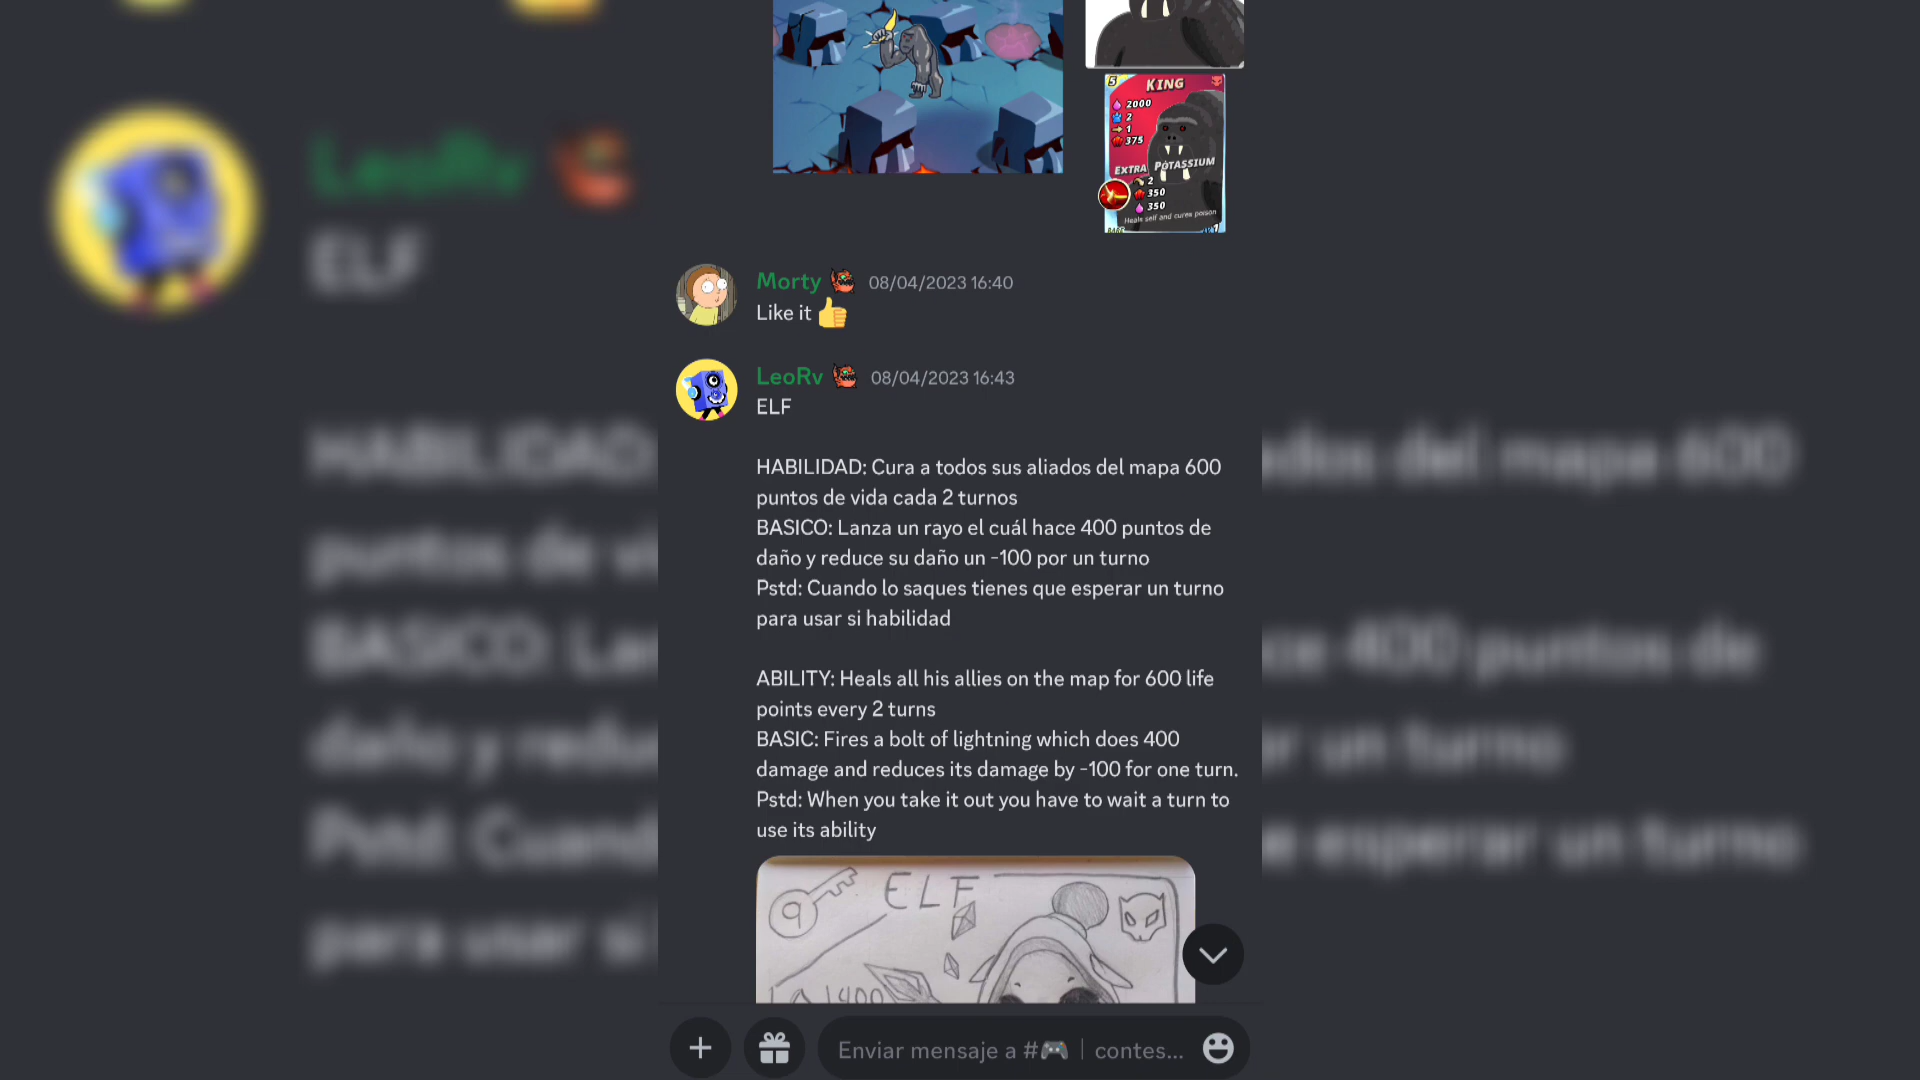 5 KING
2000
2
1
375
EXTRA POTASSIUM
2
350
350
Heals self and cures poison
RARE
Morty 08/04/2023 16:40
Like it 👍
LeoRv 08/04/2023 16:43
ELF
HABILIDAD: Cura a todos sus aliados del mapa 600
puntos de vida cada 2 turnos
BASICO: Lanza un rayo el cuál hace 400 puntos de
daño y reduce su daño un -100 por un turno
Pstd: Cuando lo saques tienes que esperar un turno
para usar si habilidad
ABILITY: Heals all his allies on the map for 600 life
points every 2 turns
BASIC: Fires a bolt of lightning which does 400
damage and reduces its damage by -100 for one turn.
Pstd: When you take it out you have to wait a turn to
use its ability
9 ELF
1400
Enviar mensaje a #🎮 | contes...